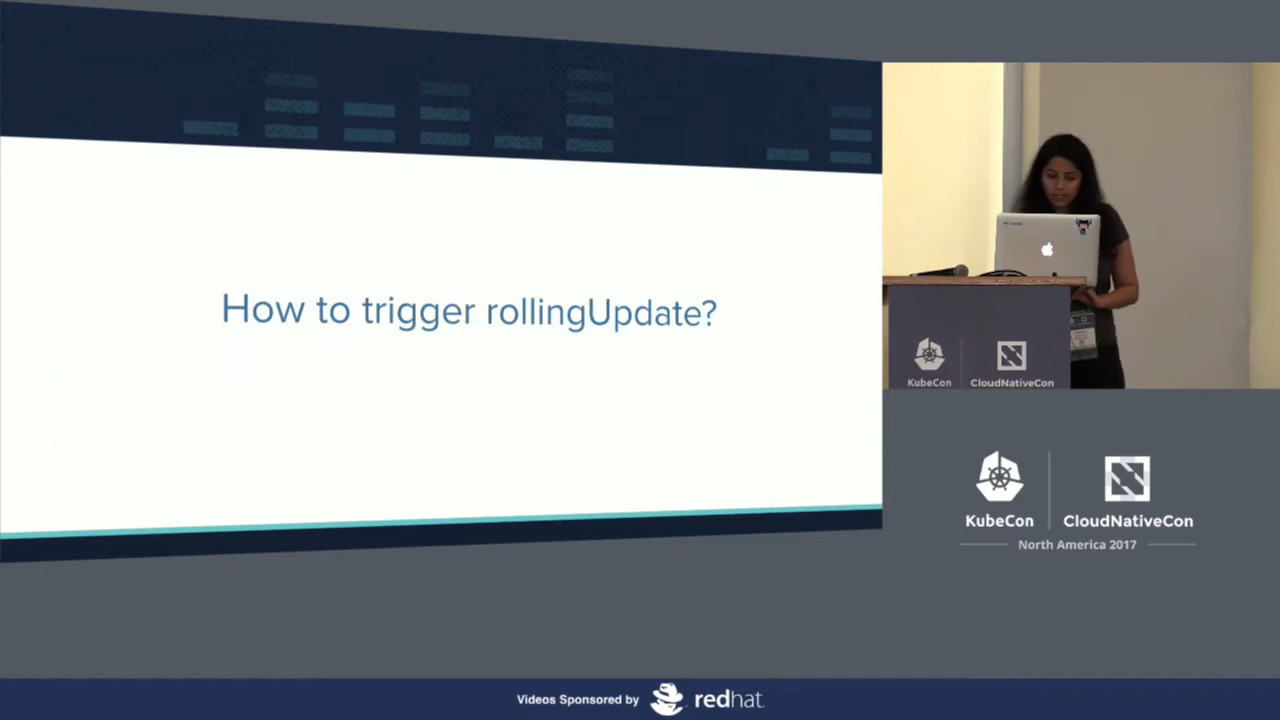 How to trigger rollingUpdate?
KubeCon
CloudNativeCon
KubeCon
CloudNativeCon
North America 2017
Videos Sponsored by
redhat